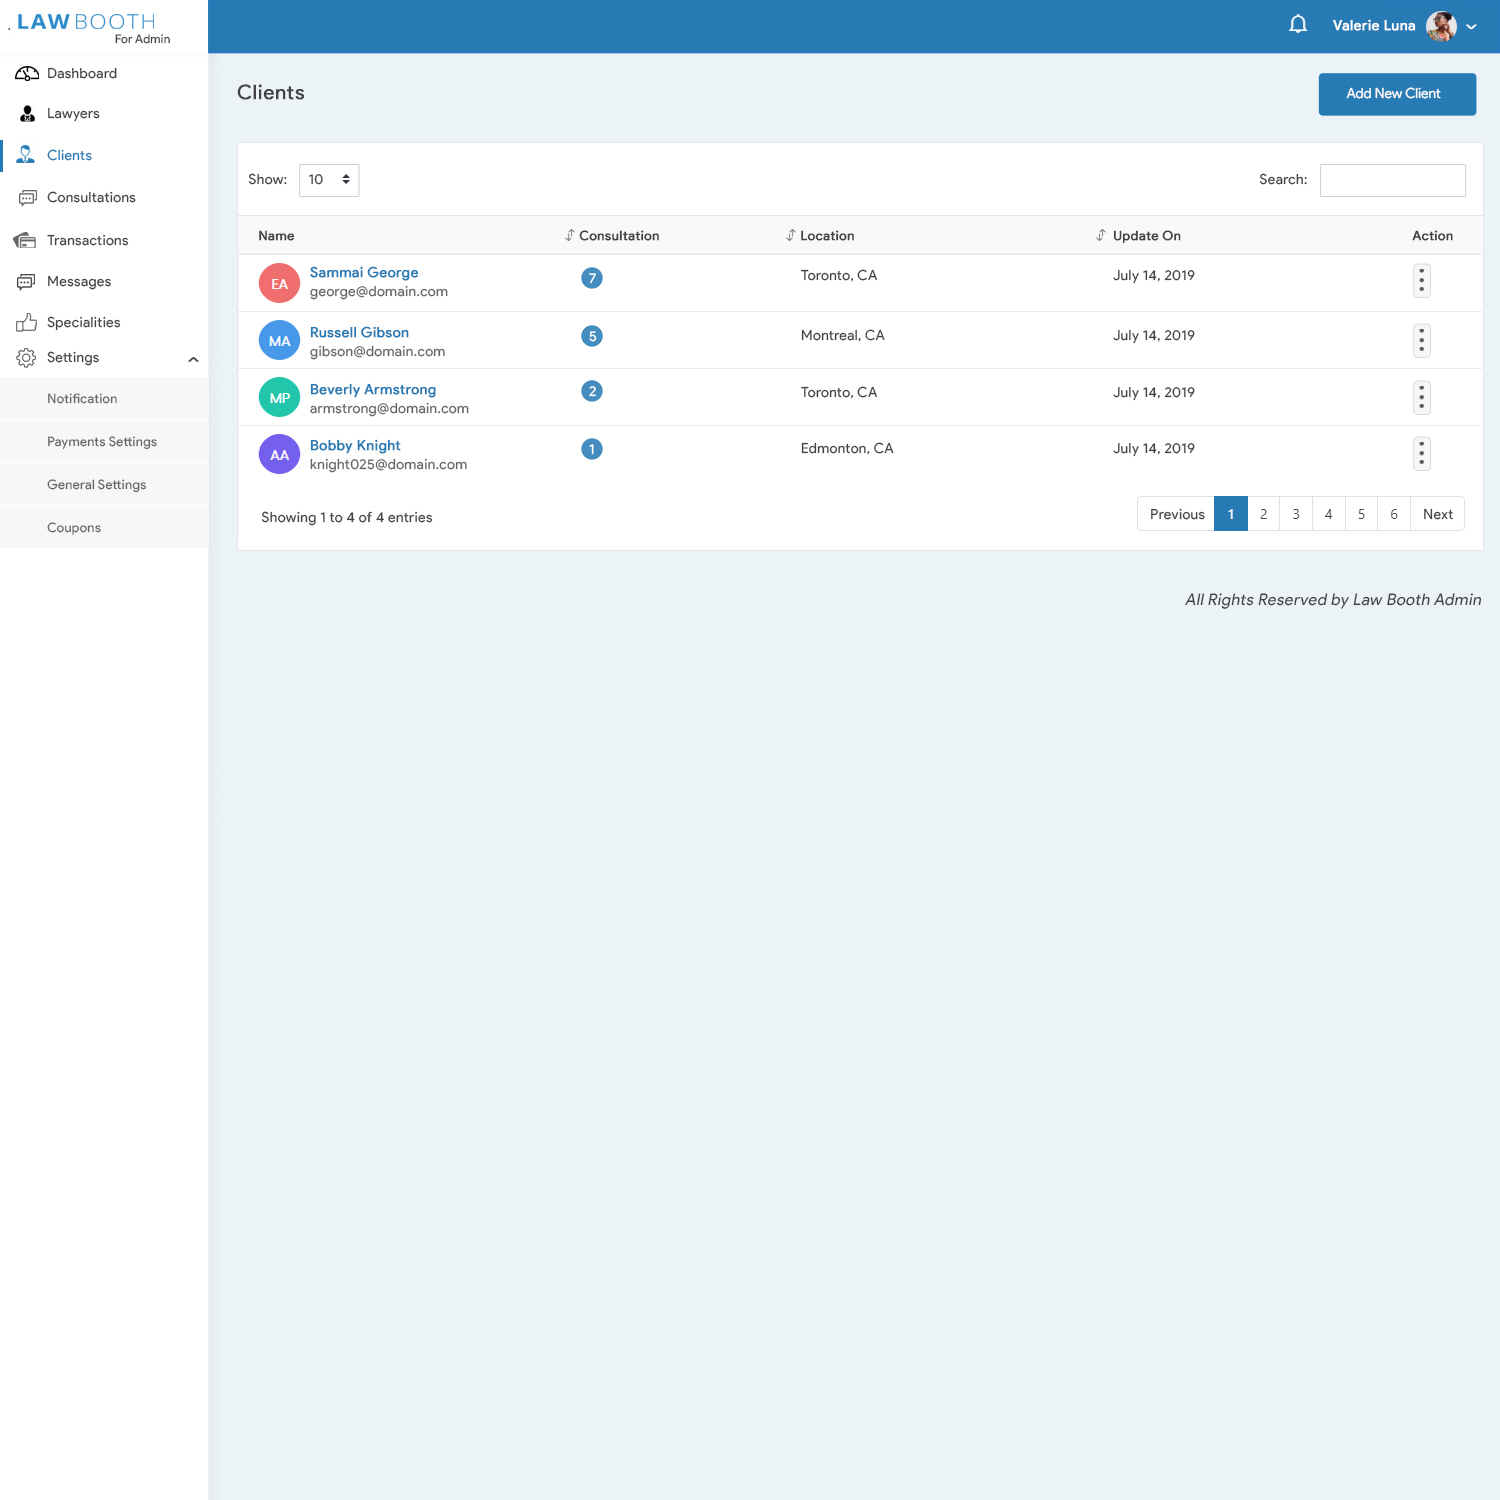 LAW BOOTH
For Admin
Valerie Luna
Dashboard
Lawyers
Clients
Consultations
Transactions
Messages
Specialities
Settings
Notification
Payments Settings
General Settings
Coupons
Clients
Add New Client
Show: 10
Search:
Name Consultation Location Update On Action
EA Sammai George 7 Toronto, CA July 14, 2019
george@domain.com
MA Russell Gibson 5 Montreal, CA July 14, 2019
gibson@domain.com
MP Beverly Armstrong 2 Toronto, CA July 14, 2019
armstrong@domain.com
AA Bobby Knight 1 Edmonton, CA July 14, 2019
knight025@domain.com
Showing 1 to 4 of 4 entries
Previous 1 2 3 4 5 6 Next
All Rights Reserved by Law Booth Admin